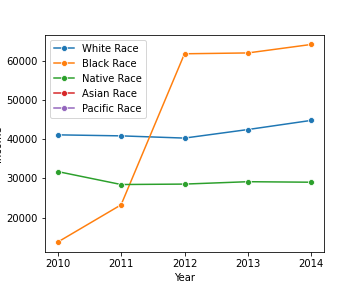 White Race
Black Race
Native Race
Asian Race
Pacific Race
60000
50000
40000
30000
20000
2010
2011
2012
2013
2014
Year